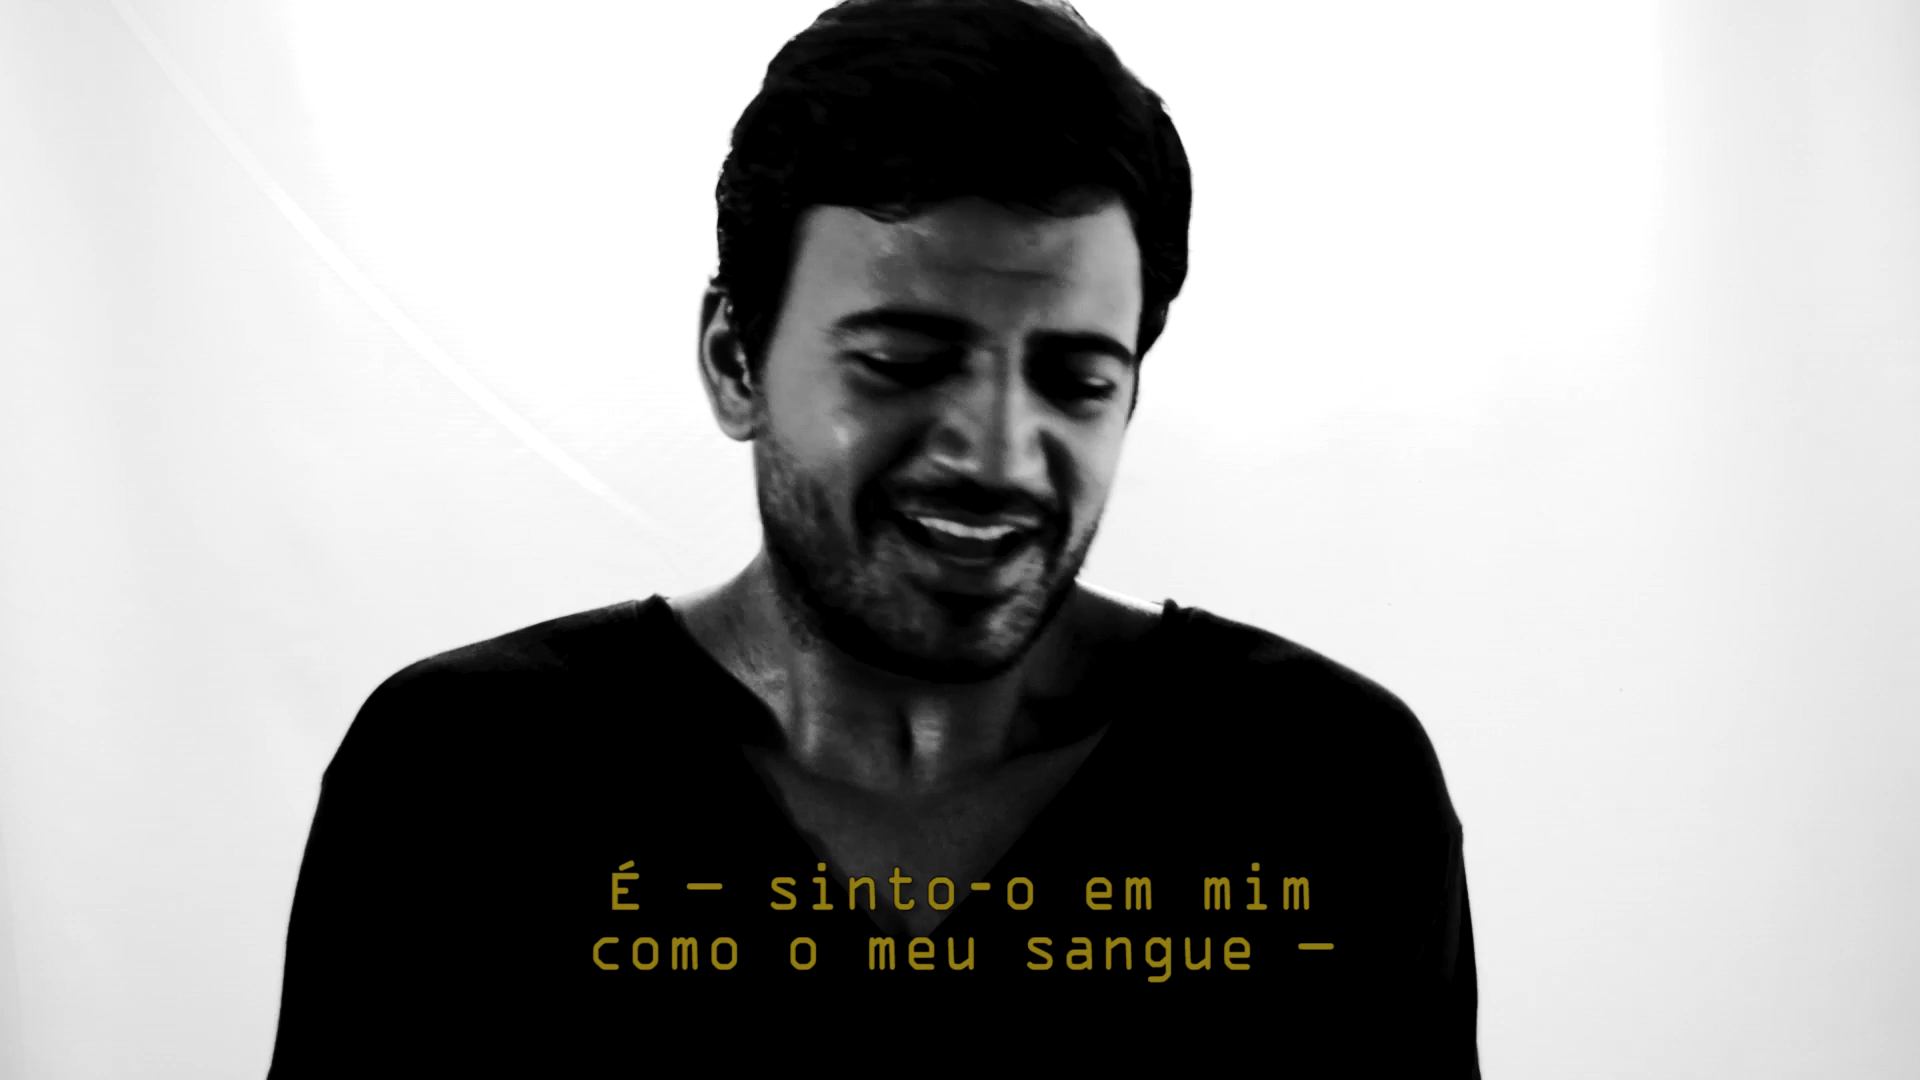 É — sinto-o em mim
como o meu sangue —